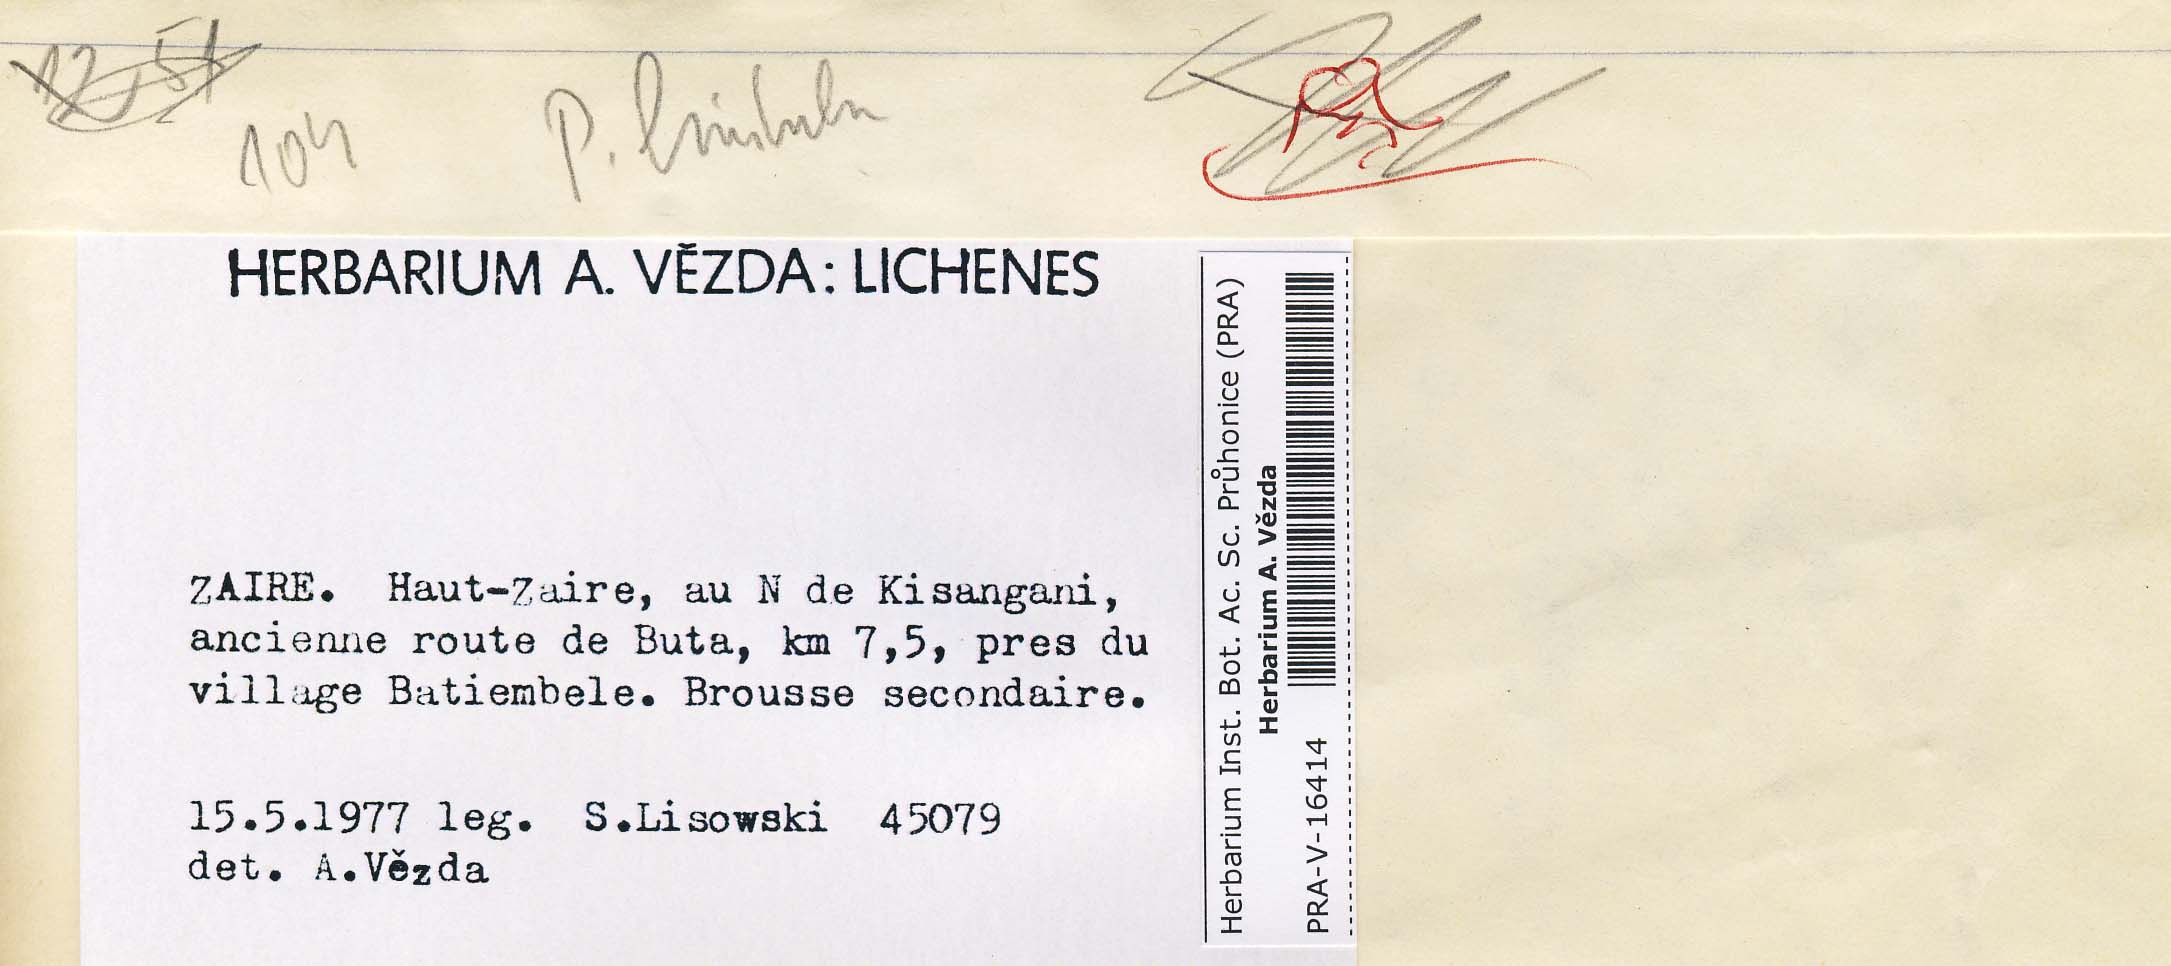 104
HERBARIUM A. VĚZDA: LICHENES
ZAIRE. Haut-Zaire, au N de Kisangani,
ancienne route de Buta, km 7,5, pres du
village Batiembele. Brousse secondaire.
15.5.1977 leg. S.Lisowski 45079
det. A.Vězda
Herbarium Inst. Bot. Ac. Sc. Průhonice (PRA)
Herbarium A. Vězda
PRA-V-16414